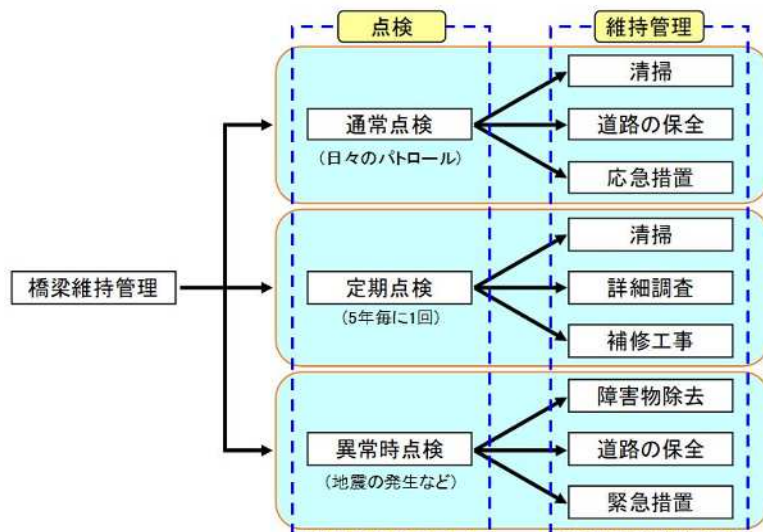 点検
維持管理
清掃
通常点検
道路の保全
(日々のパトロール)
応急措置
清掃
橋梁維持管理
定期点検
詳細調査
(5年毎に1回)
補修工事
障害物除去
異常時点検
道路の保全
(地震の発生など)
緊急措置